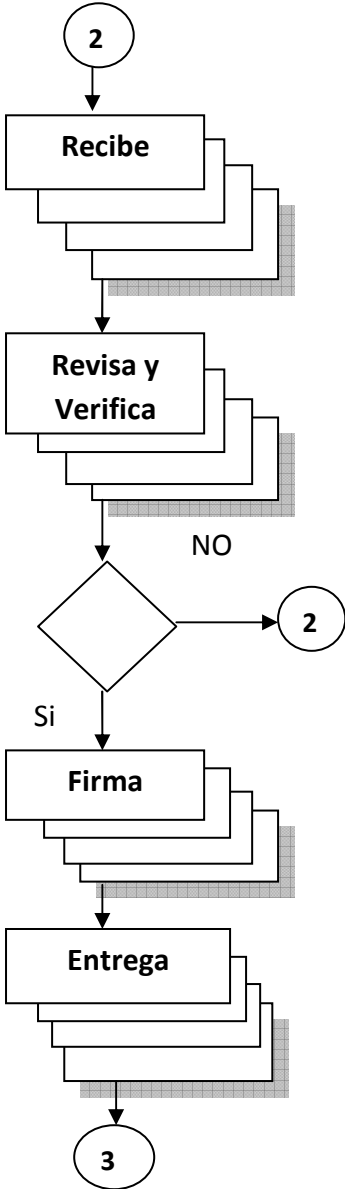 2
Recibe
Revisa y
Verifica
NO
2
Si
Firma
Entrega
3